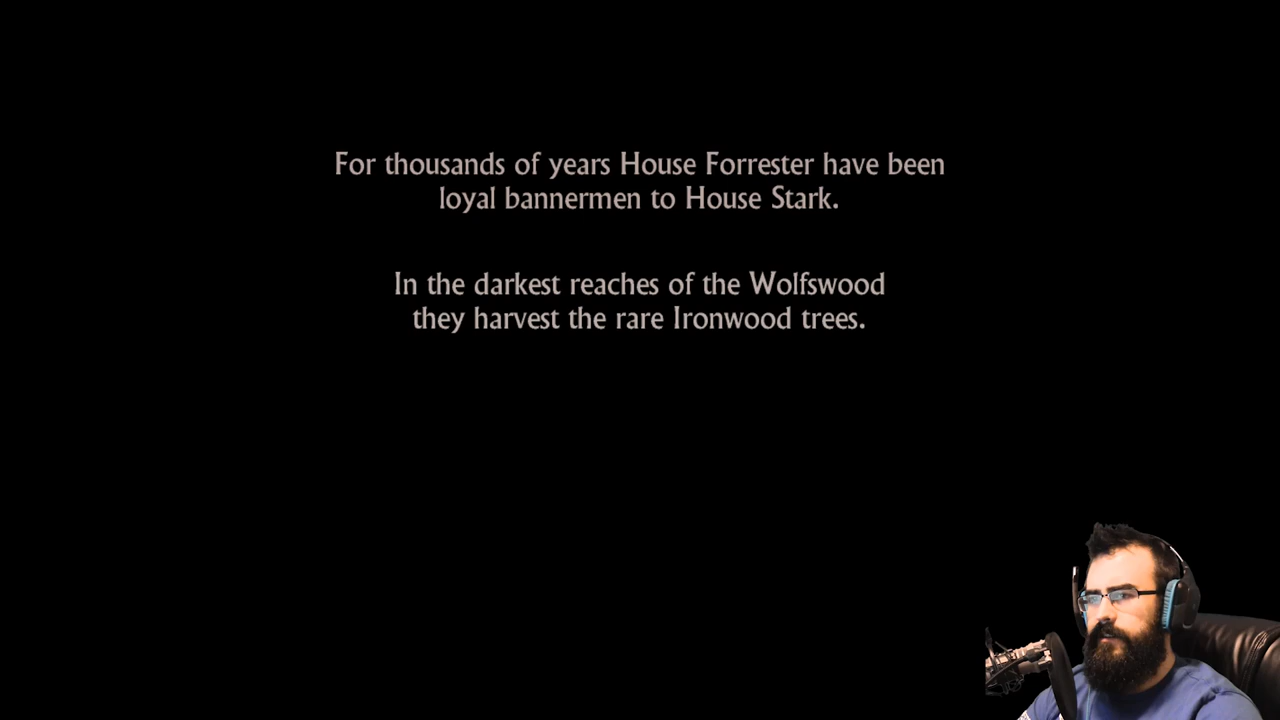 For thousands of years House Forrester have been
loyal bannermen to House Stark.
In the darkest reaches of the Wolfswood
they harvest the rare Ironwood trees.